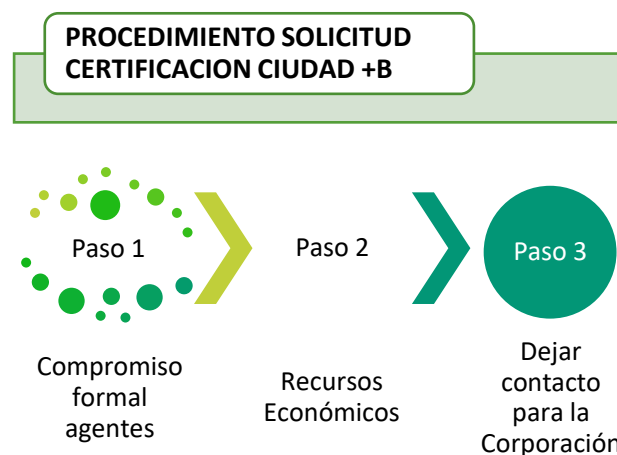 PROCEDIMIENTO SOLICITUD
CERTIFICACION CIUDAD +B
Paso 1
Paso 2
Paso 3
Compromiso
formal
agentes
Recursos
Económicos
Dejar
contacto
para la
Corporación